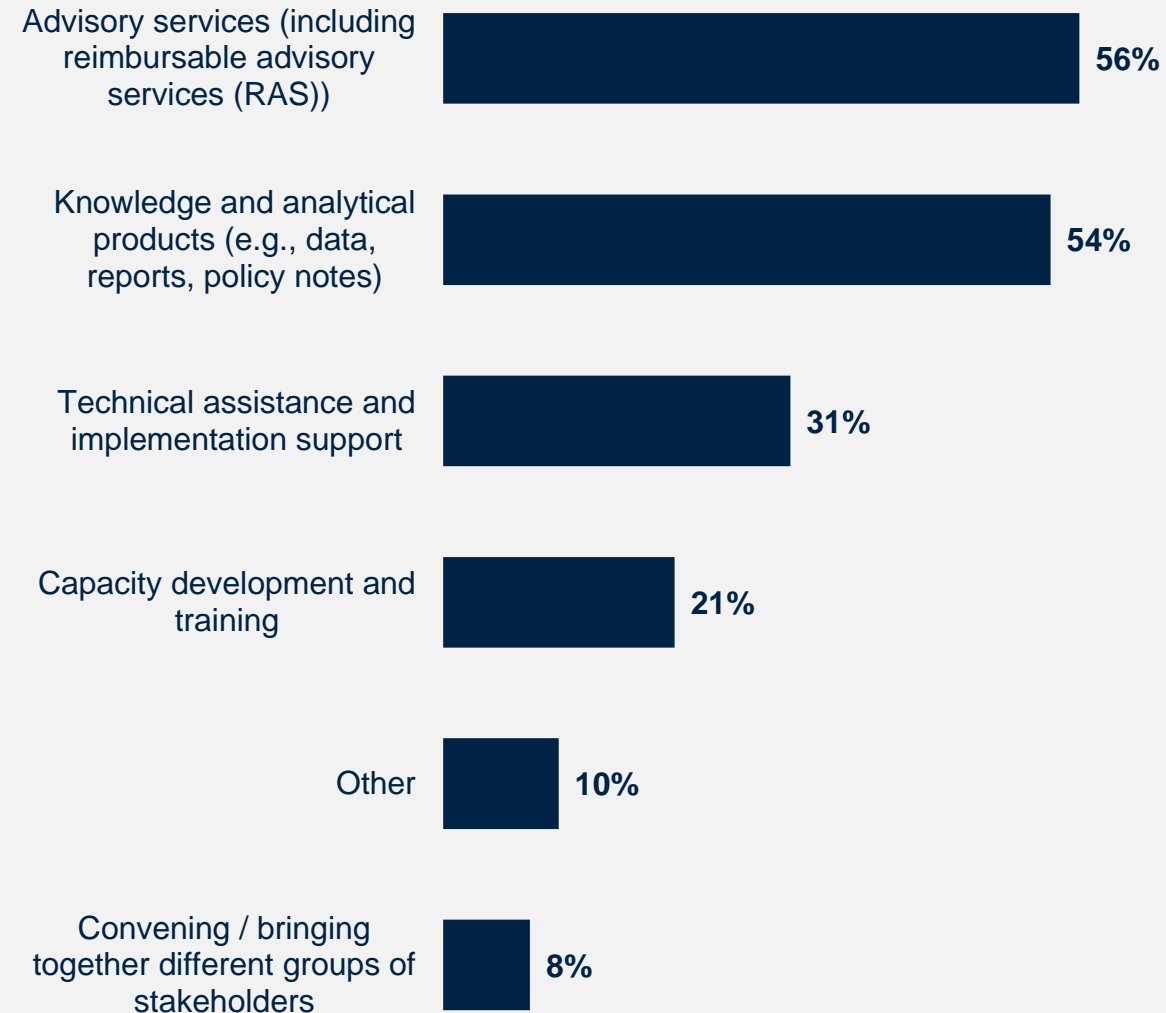 Advisory services (including
reimbursable advisory
services (RAS))
56%
Knowledge and analytical
products (e.g., data,
reports, policy notes)
54%
Technical assistance and
implementation support
31%
Capacity development and
training
21%
Other
10%
Convening / bringing
together different groups of
stakeholders
8%